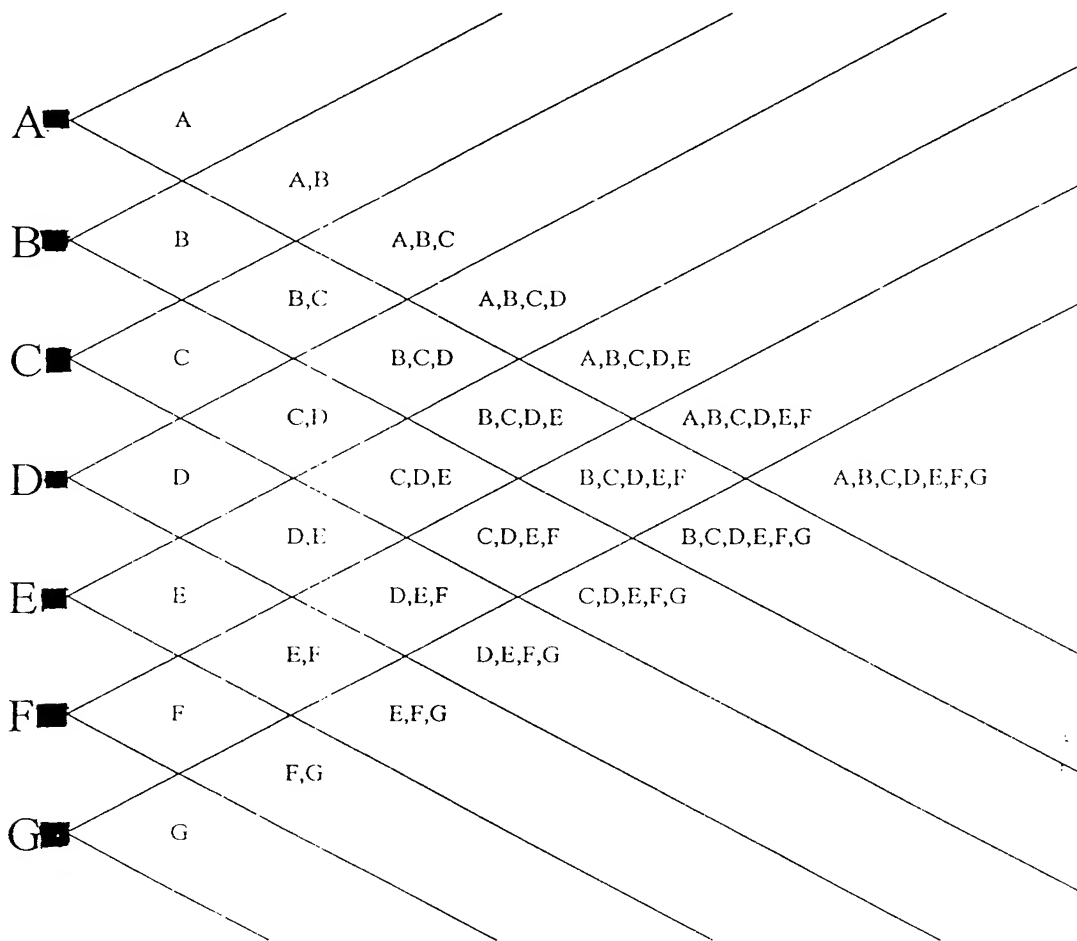 A A
A,B
B B A,B,C
B,C A,B,C,D
C C B,C,D A,B,C,D,E
C,D B,C,D,E A,B,C,D,E,F
D D C,D,E B,C,D,E,F A,B,C,D,E,F,G
D,E C,D,E,F B,C,D,E,F,G
E E D,E,F C,D,E,F,G
E,F D,E,F,G
F F E,F,G
F,G
G G